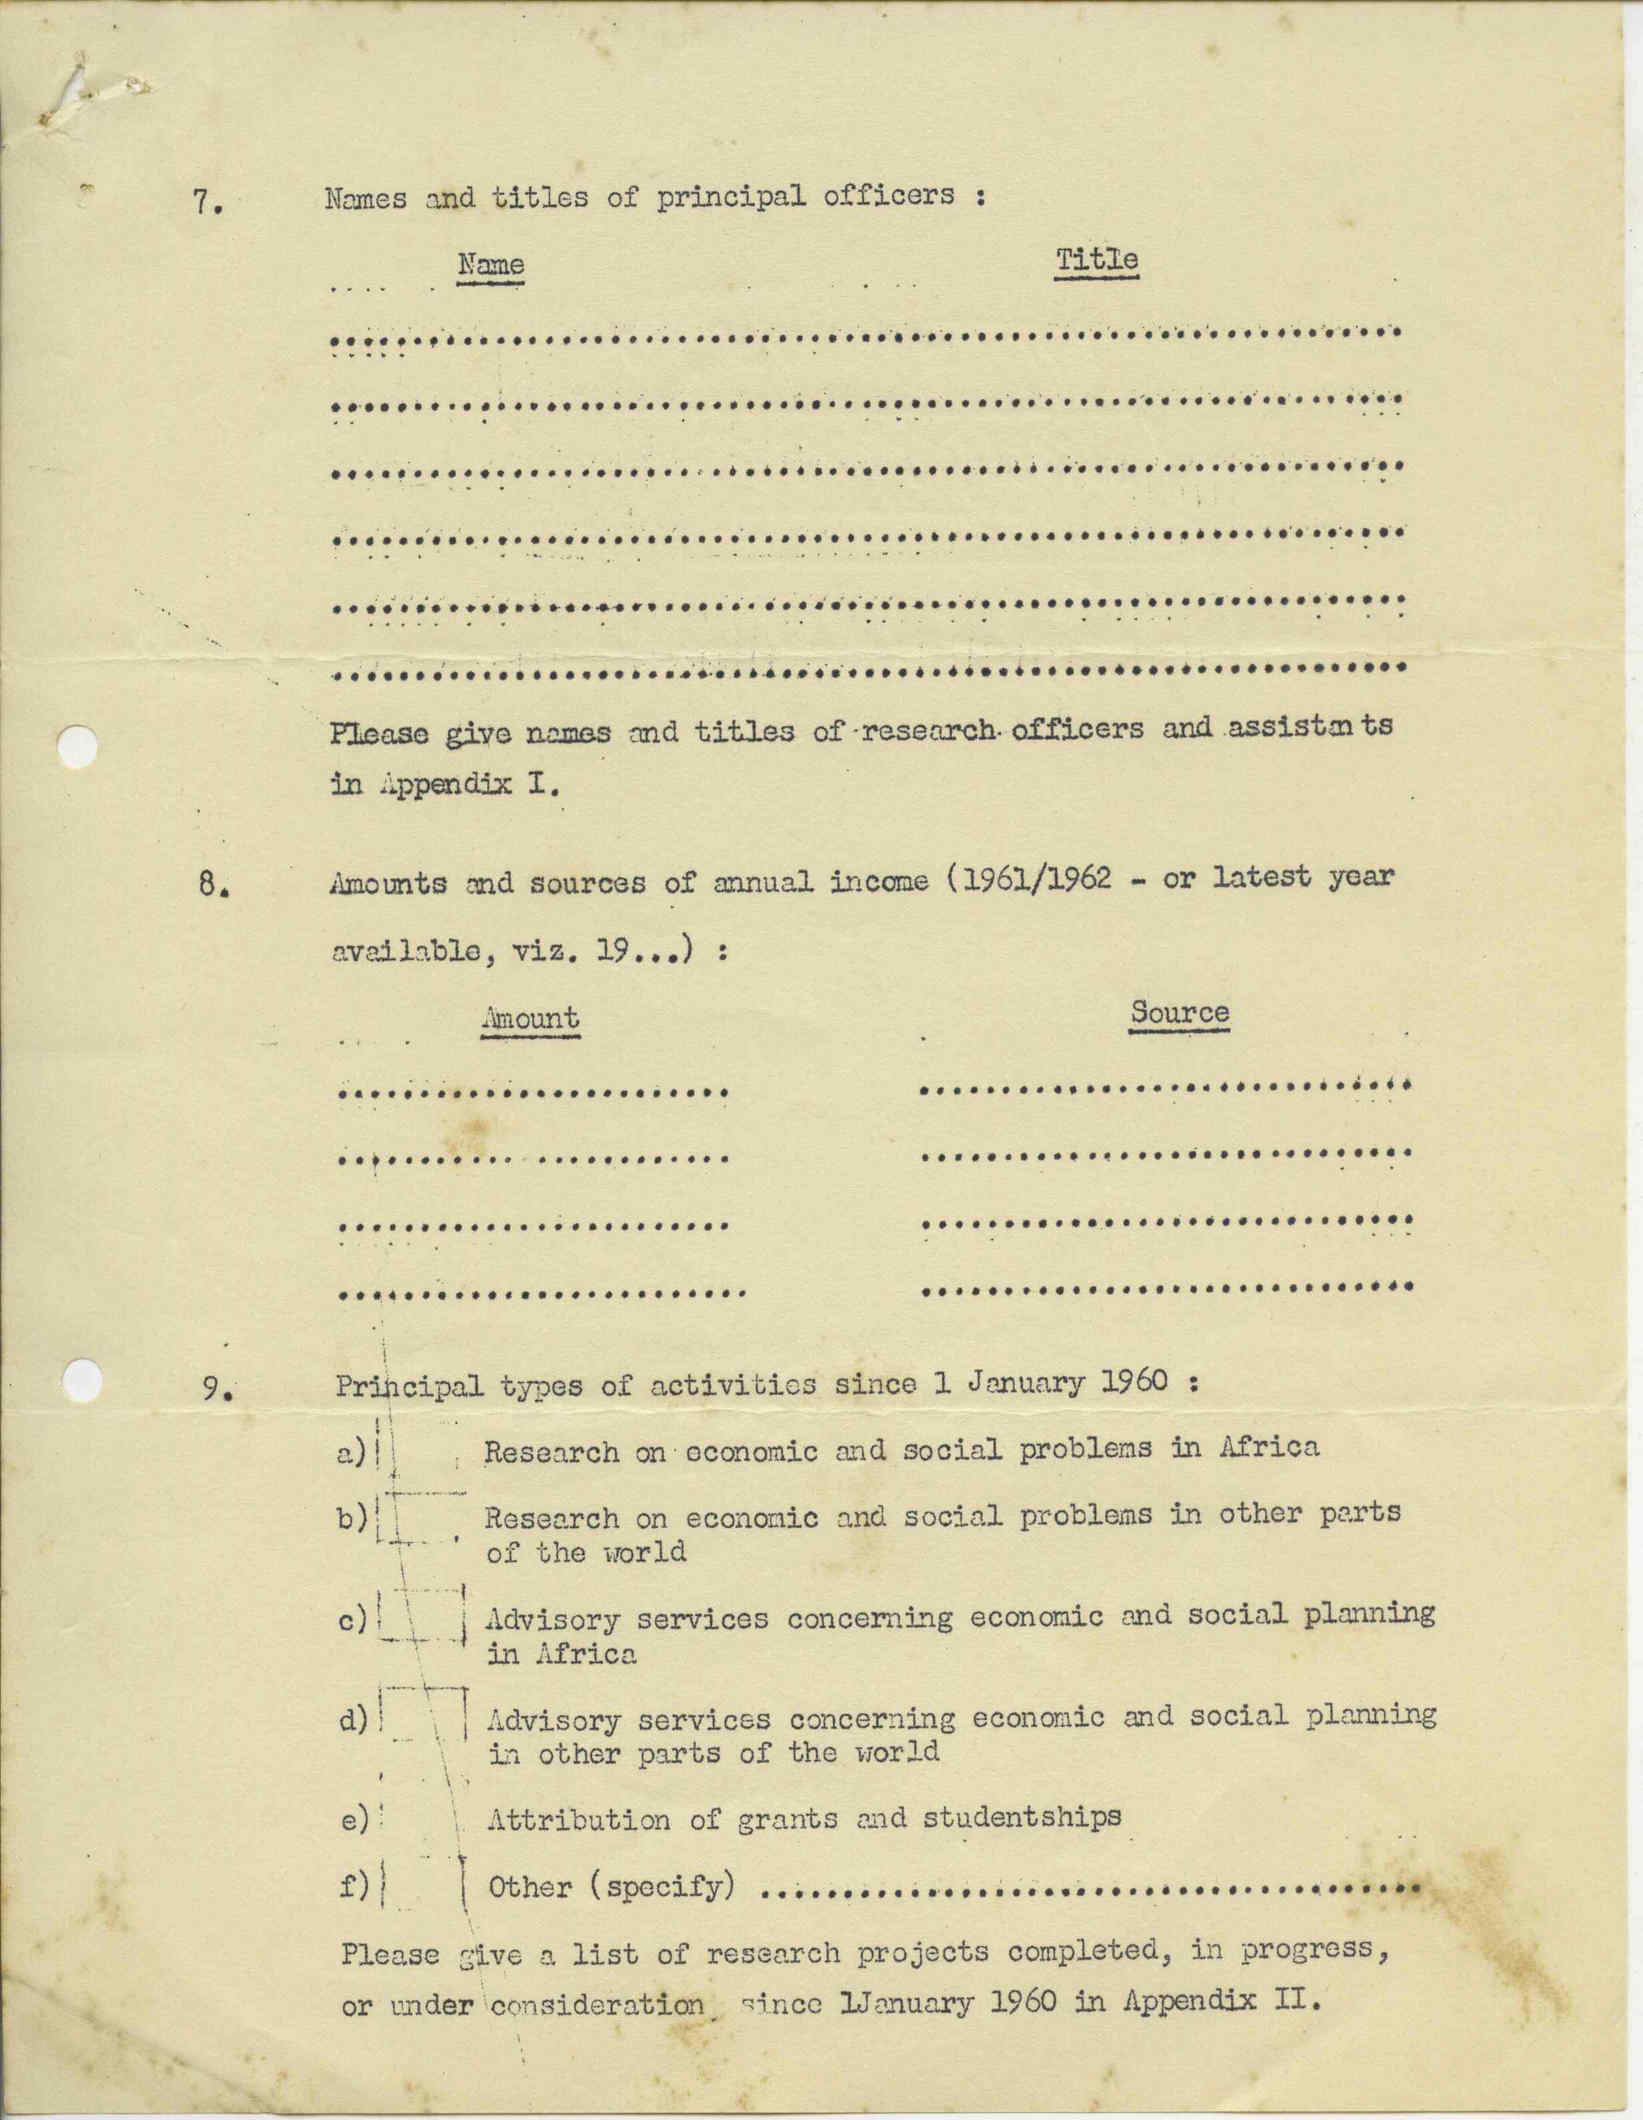 7. Names and titles of principal officers :
Name Title
................................................................
................................................................
................................................................
................................................................
................................................................
................................................................
Please give names and titles of research officers and assistants
in Appendix I.
8. Amounts and sources of annual income (1961/1962 - or latest year
available, viz. 19...) :
Amount Source
........................ ..............................
........................ ..............................
........................ ..............................
......................... ..............................
9. Principal types of activities since 1 January 1960 :
a) Research on economic and social problems in Africa
b) Research on economic and social problems in other parts
of the world
c) Advisory services concerning economic and social planning
in Africa
d) Advisory services concerning economic and social planning
in other parts of the world
e) Attribution of grants and studentships
f) Other (specify) ........................................
Please give a list of research projects completed, in progress,
or under consideration since 1January 1960 in Appendix II.